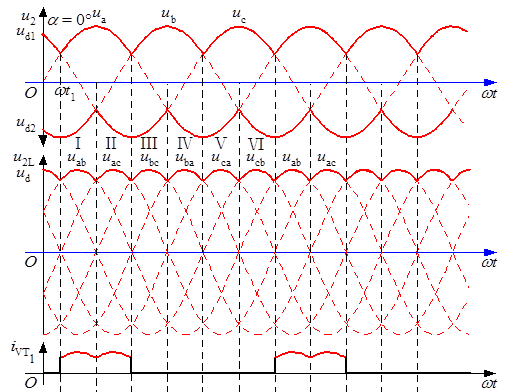 u2 α = 0° ua ub uc
ud1
O ωt1 ωt
ud2
I II III IV V VI
u2L uab uac ubc uba uca ucb uab uac
ud
O ωt
iVT1
O ωt